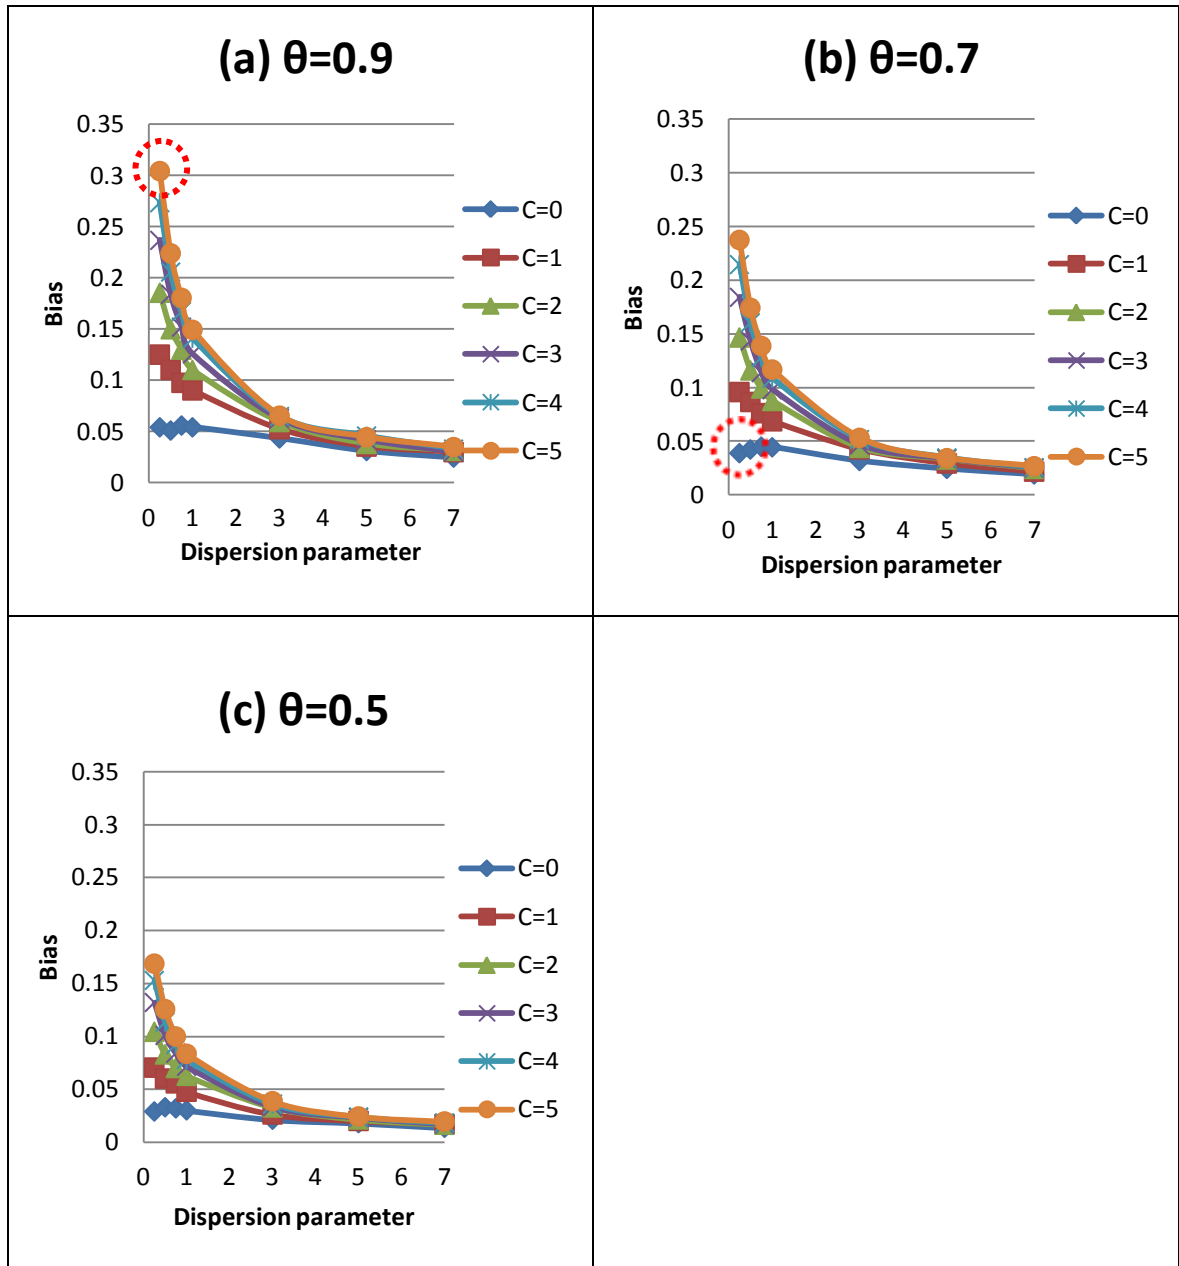 (a) θ=0.9
0.35
0.3
0.25
0.2
0.15
0.1
0.05
0
Bias
0 1 2 3 4 5 6 7
Dispersion parameter
C=0
C=1
C=2
C=3
C=4
C=5
(b) θ=0.7
0.35
0.3
0.25
0.2
0.15
0.1
0.05
0
Bias
0 1 2 3 4 5 6 7
Dispersion parameter
C=0
C=1
C=2
C=3
C=4
C=5
(c) θ=0.5
0.35
0.3
0.25
0.2
0.15
0.1
0.05
0
Bias
0 1 2 3 4 5 6 7
Dispersion parameter
C=0
C=1
C=2
C=3
C=4
C=5